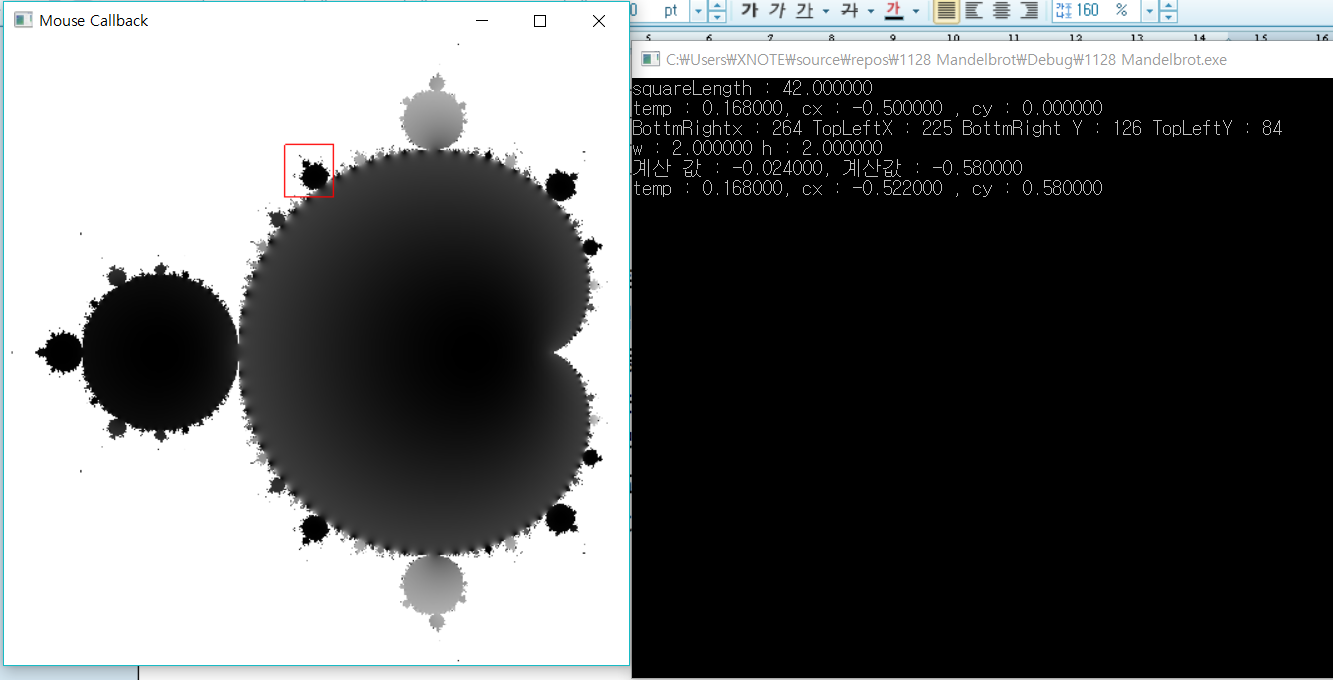 Mouse Callback
0 pt 가 가 가 가 가 160 %
5 6 7 8 9 10 11 12 13 14 15 16
C:₩Users₩XNOTE₩source₩repos₩1128 Mandelbrot₩Debug₩1128 Mandelbrot.exe
squareLength : 42.000000
temp : 0.168000, cx : -0.500000 , cy : 0.000000
BottmRightx : 264 TopLeftX : 225 BottmRight Y : 126 TopLeftY : 84
w : 2.000000 h : 2.000000
계산 값 : -0.024000, 계산값 : -0.580000
temp : 0.168000, cx : -0.522000 , cy : 0.580000